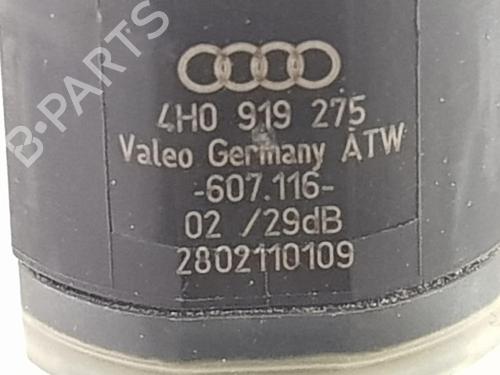 B-PARTS
4H0 919 275
Valeo Germany ATW
-607.116-
02 /29dB
2802110109